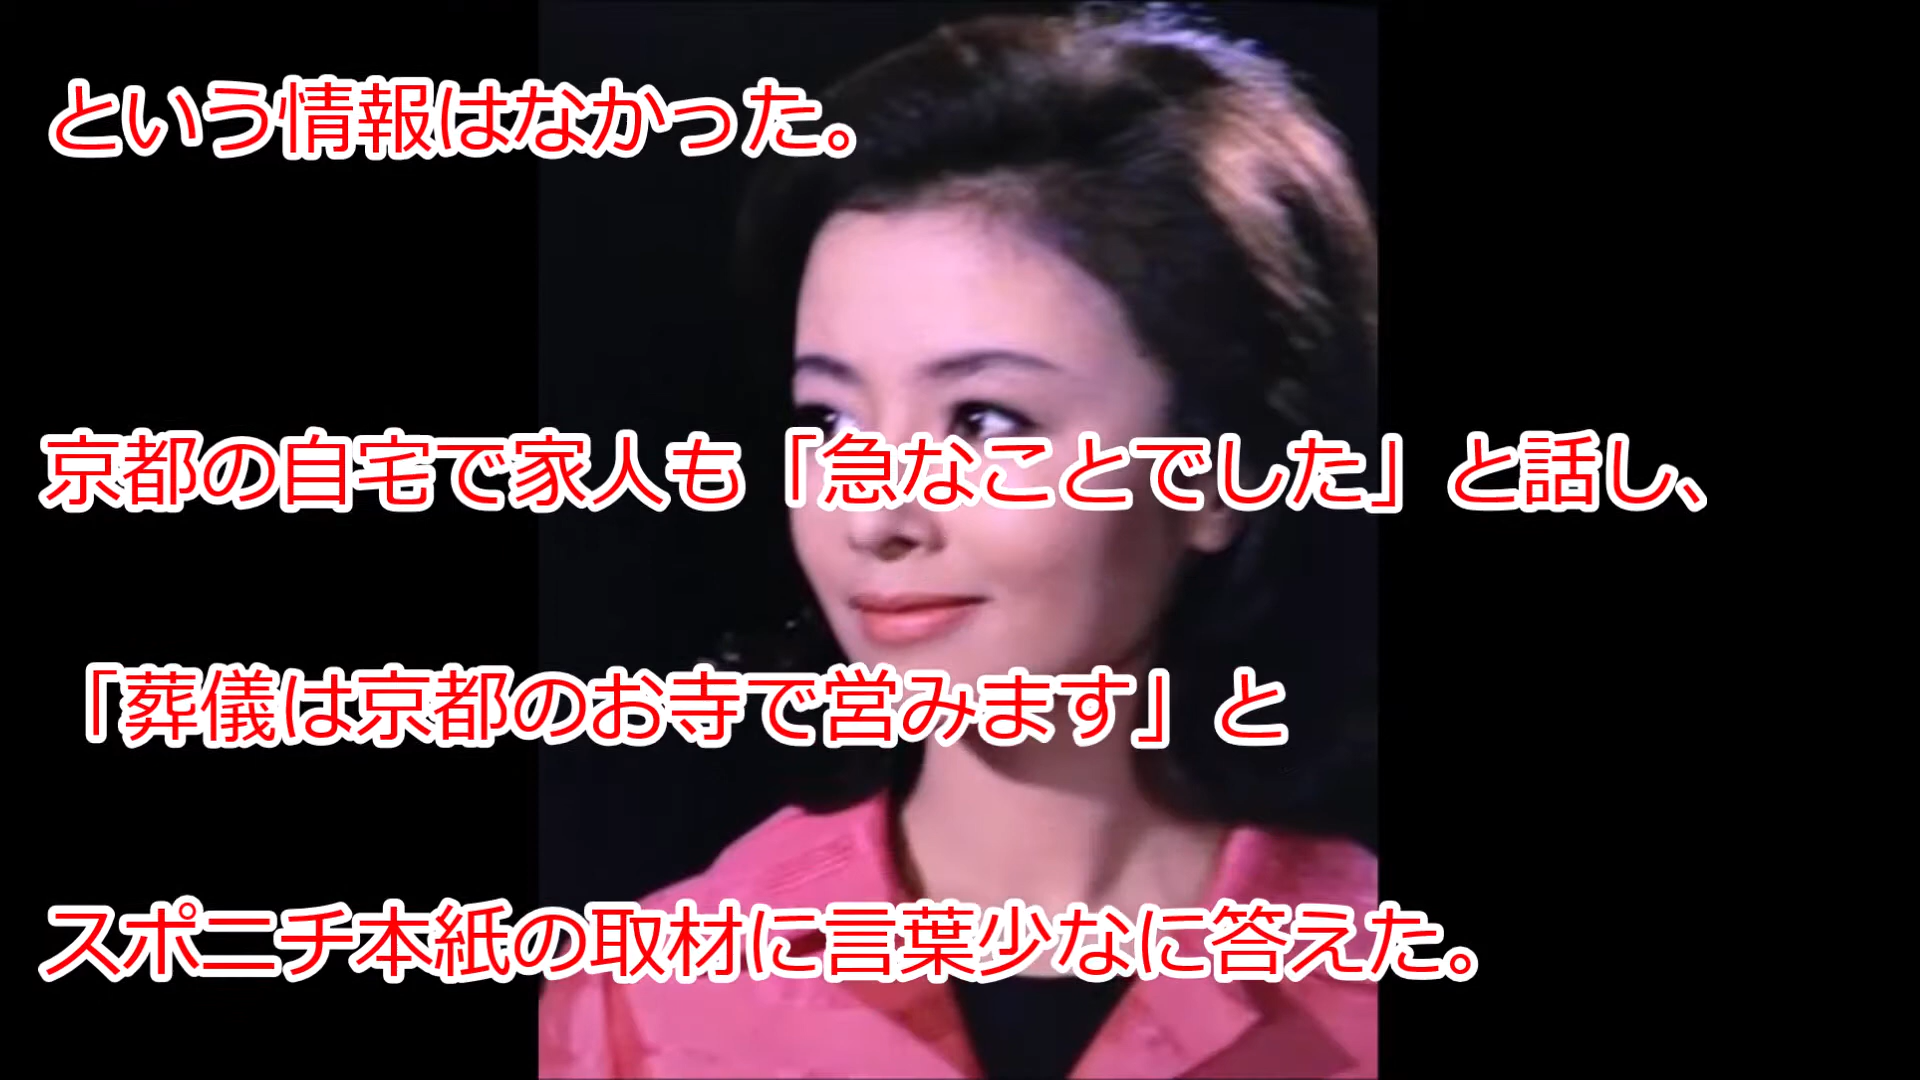 という情報はなかった。
京都の自宅で家人も「急なことでした」と話し、
「葬儀は京都のお寺で営みます」と
スポニチ本紙の取材に言葉少なに答えた。